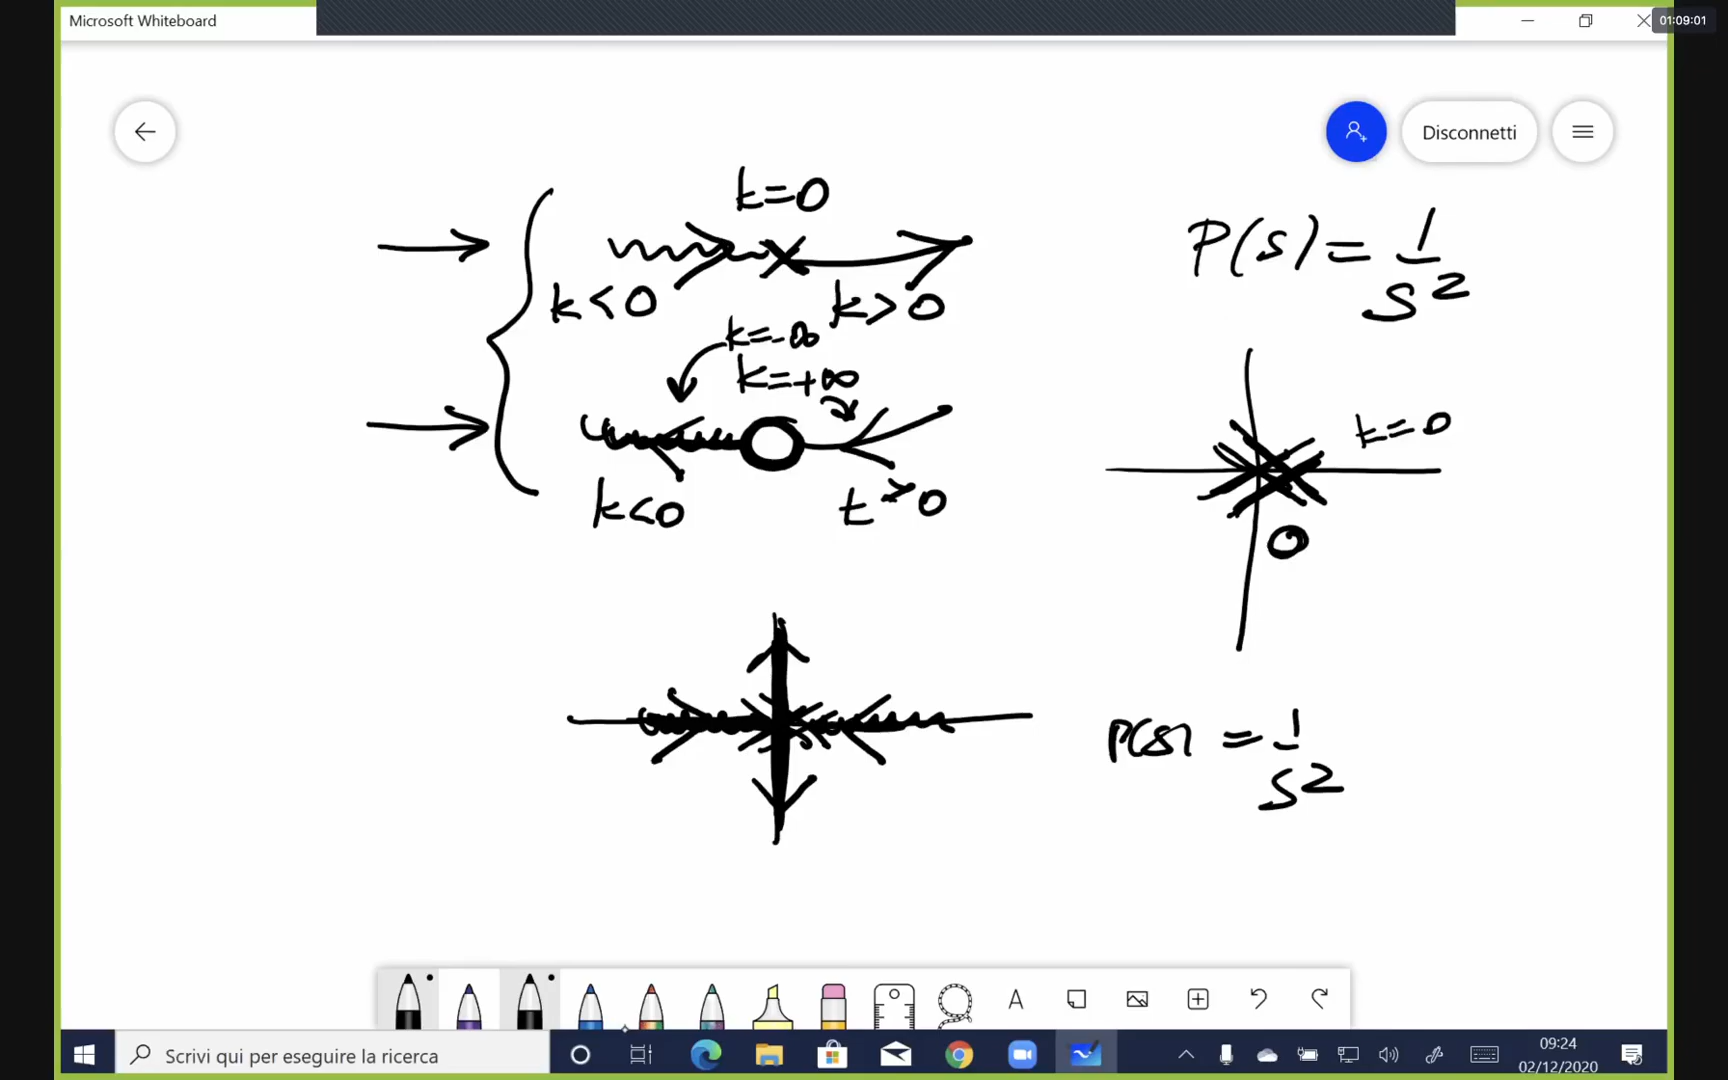 Microsoft Whiteboard
01:09:01
Disconnetti
k=0
k<0
k>0
k=-∞
k=+∞
k<0
k>0
P(s)=1/s²
k=0
0
P(s)=1/s²
A
Scrivi qui per eseguire la ricerca
09:24
02/12/2020